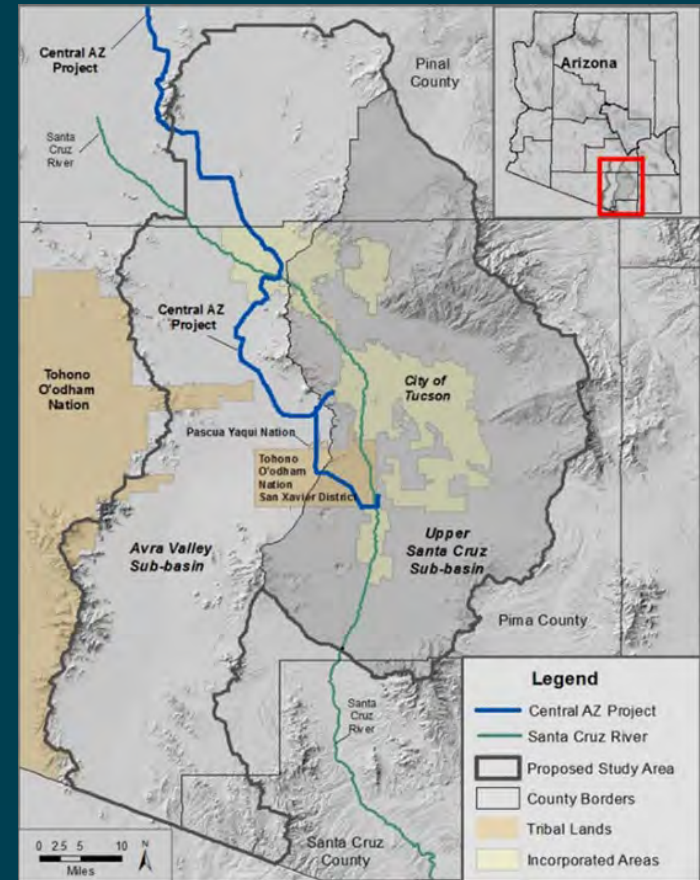 Central AZ
Project
Santa
Cruz
River
Pinal
County
Arizona
Central AZ
Project
Tohono
O'odham
Nation
City of
Tucson
Pascua Yaqui Nation
Tohono
O'odham
Nation
San Xavier District
Avra Valley
Sub-basin
Upper
Santa Cruz
Sub-basin
Pima County
Santa
Cruz
River
Santa Cruz
County
0 2.5 5 10
Miles
N
Legend
Central AZ Project
Santa Cruz River
Proposed Study Area
County Borders
Tribal Lands
Incorporated Areas